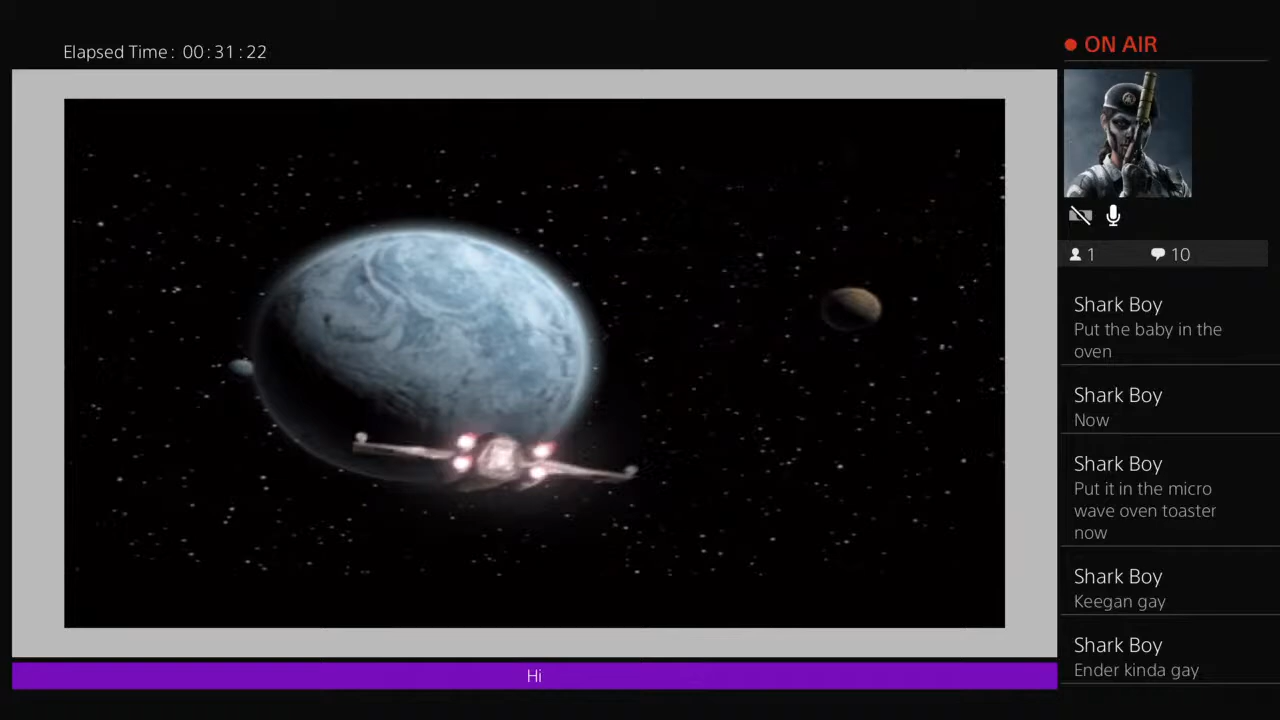 Elapsed Time: 00:31:22
ON AIR
1
10
Shark Boy
Put the baby in the
oven
Shark Boy
Now
Shark Boy
Put it in the micro
wave oven toaster
now
Shark Boy
Keegan gay
Shark Boy
Ender kinda gay
Hi